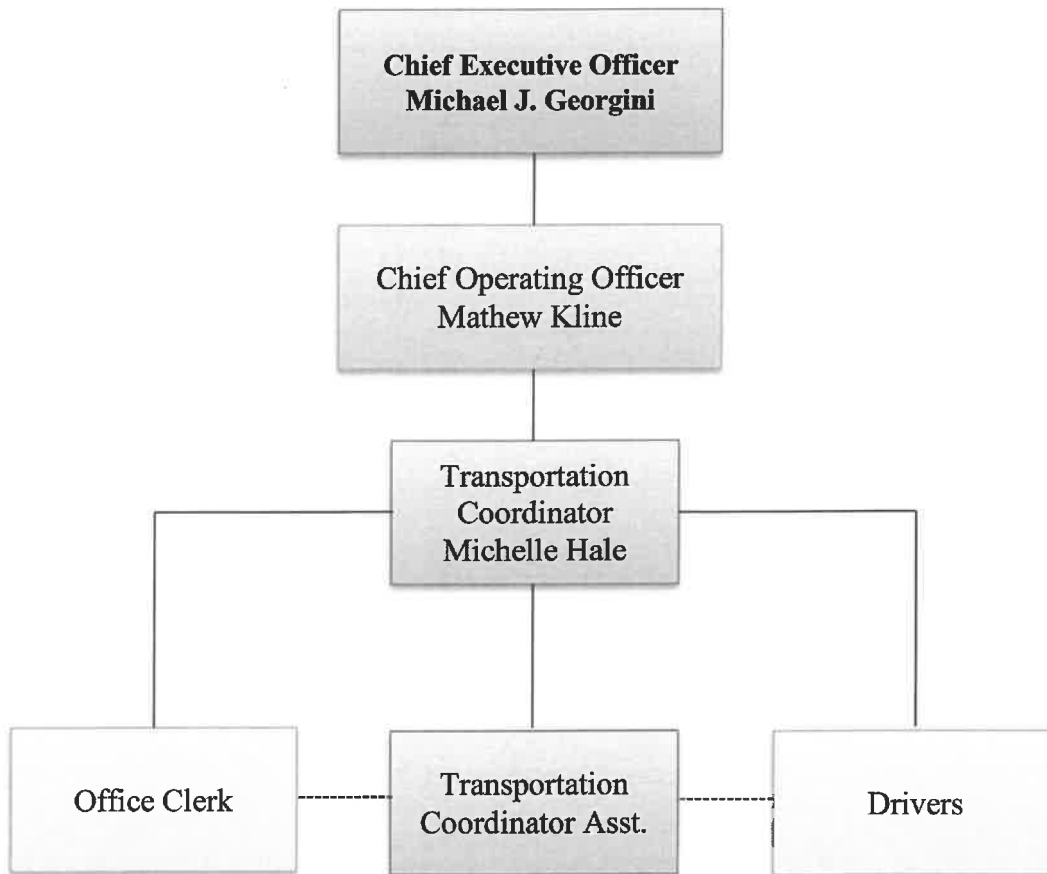 Chief Executive Officer
Michael J. Georgini
Chief Operating Officer
Mathew Kline
Transportation
Coordinator
Michelle Hale
Office Clerk
Transportation
Coordinator Asst.
Drivers